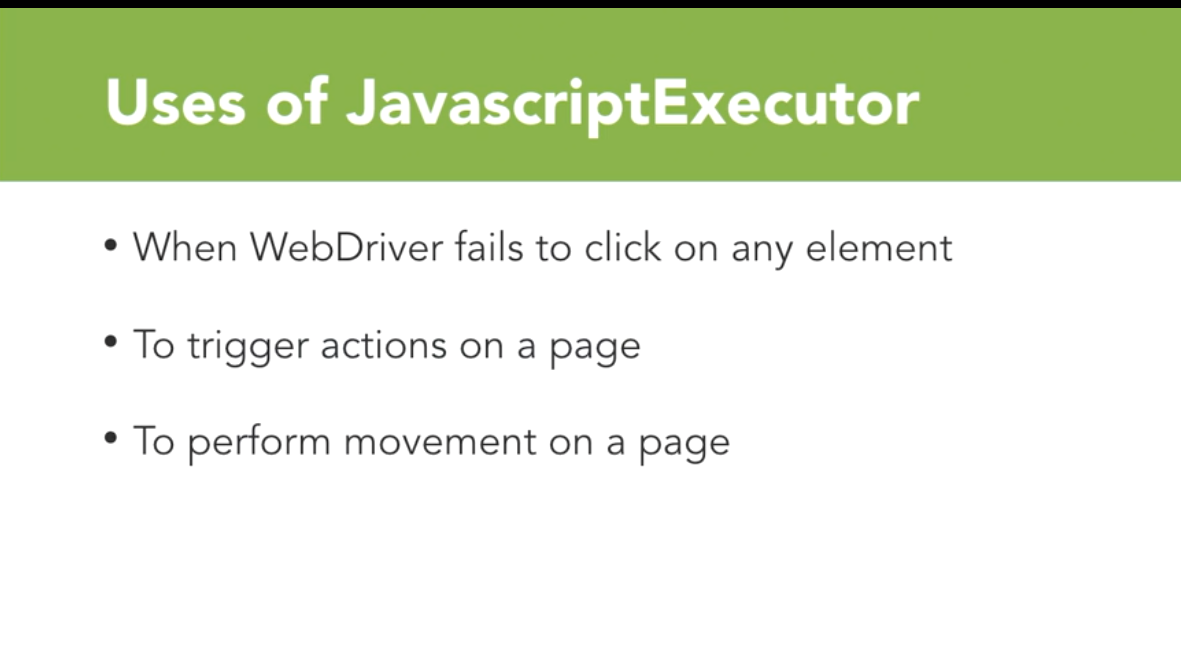 Uses of JavascriptExecutor
• When WebDriver fails to click on any element
• To trigger actions on a page
• To perform movement on a page